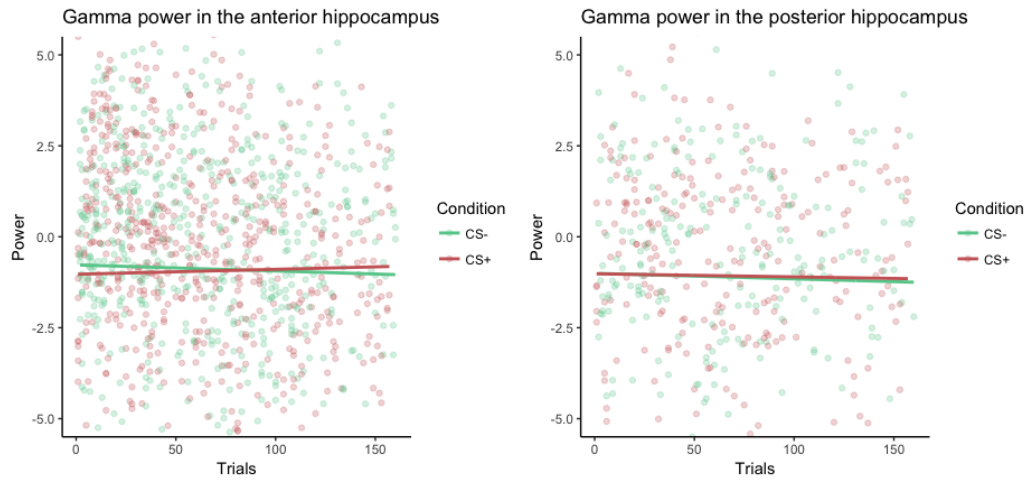 Gamma power in the anterior hippocampus
5.0
2.5
0.0
-2.5
-5.0
Power
0
50
100
150
Trials
Condition
CS-
CS+
Gamma power in the posterior hippocampus
5.0
2.5
0.0
-2.5
-5.0
Power
0
50
100
150
Trials
Condition
CS-
CS+